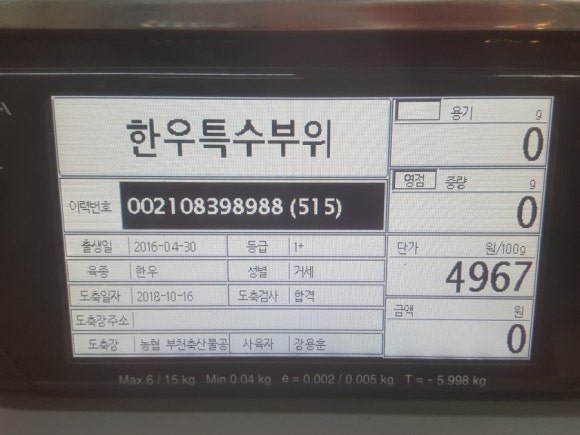 한우특수부위
이력번호 002108398988 (515)
출생일 2016-04-30 등급 1+
육종 한우 성별 거세
도축일자 2018-10-16 도축검사 합격
도축장주소
도축장 농협 부천축산물공 사육자 장용훈
용기 g
0
영점 중량 g
0
단가 원/100g
4967
금액 원
0
Max 6 / 15 kg Min 0.04 kg e = 0.002 / 0.005 kg T = - 5.998 kg